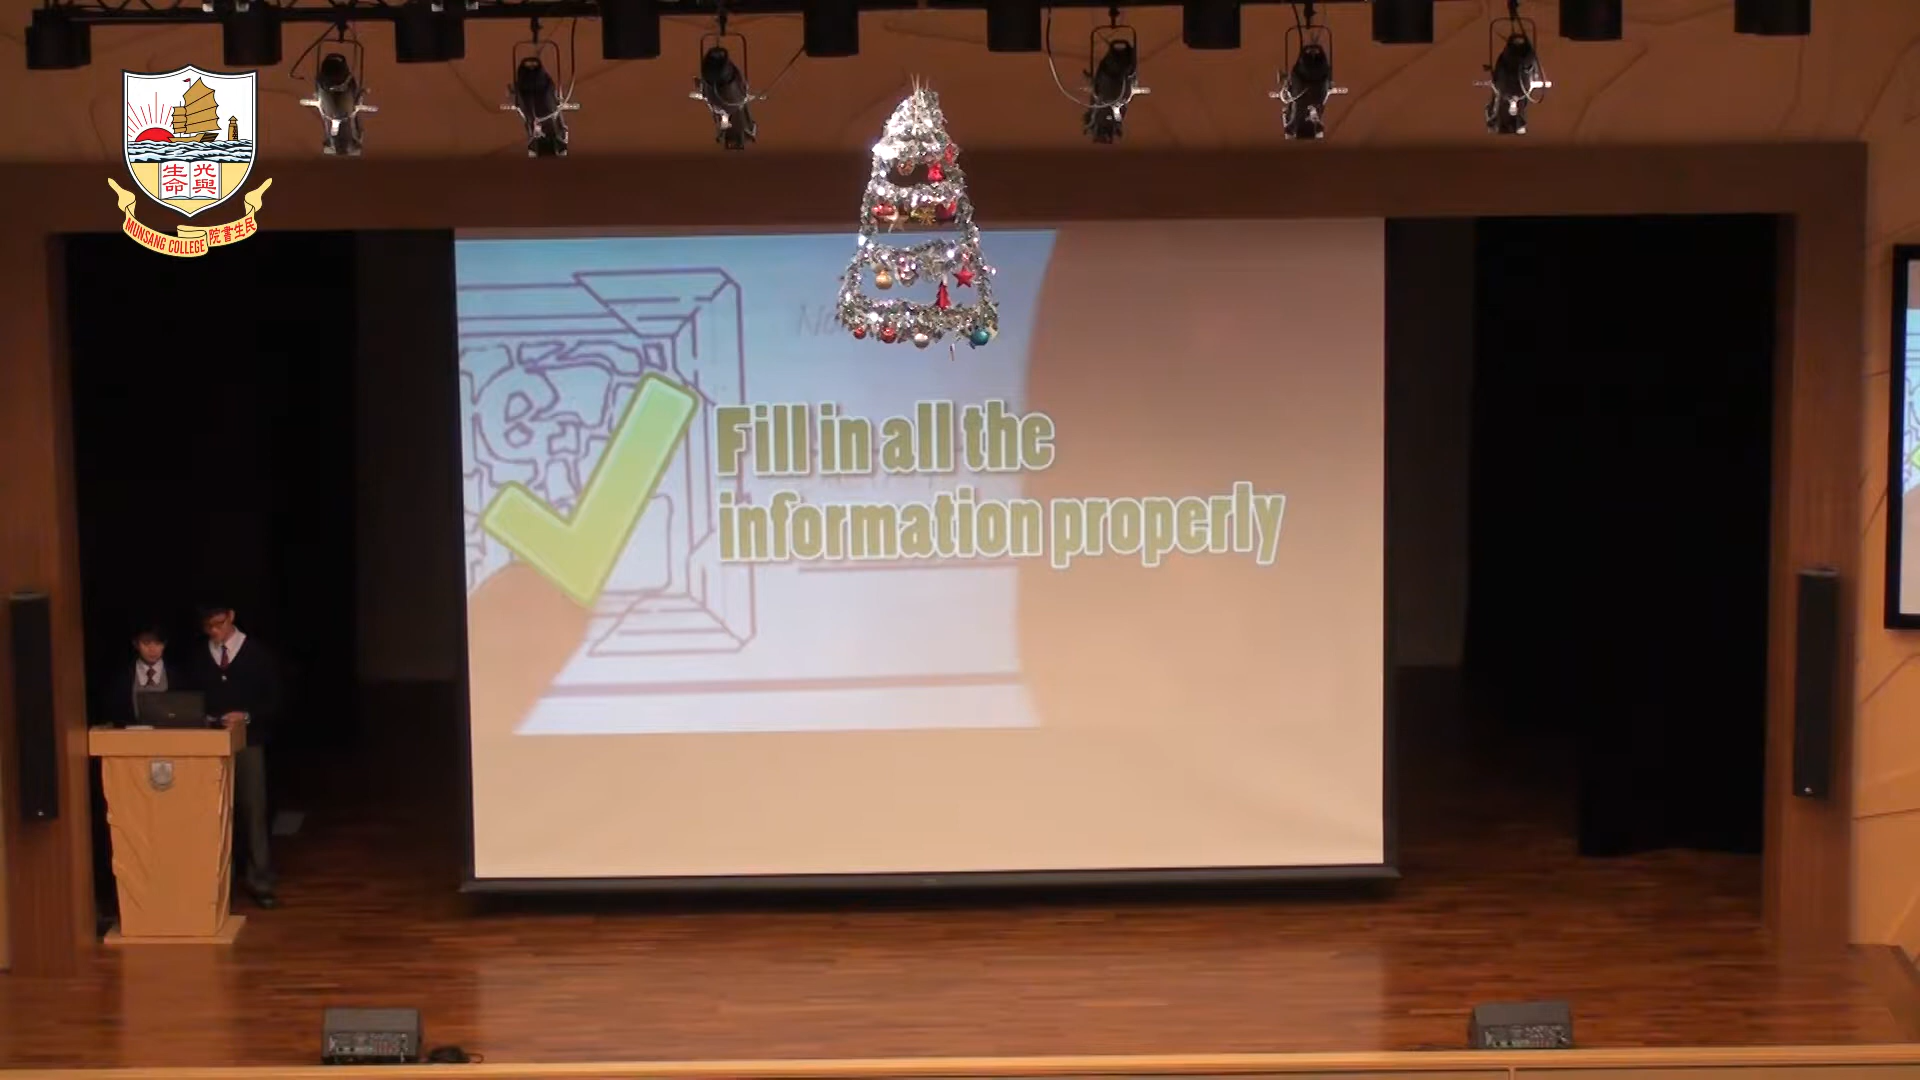 生 光
命 與
MUNSANG COLLEGE 院書生民
Fill in all the
information properly